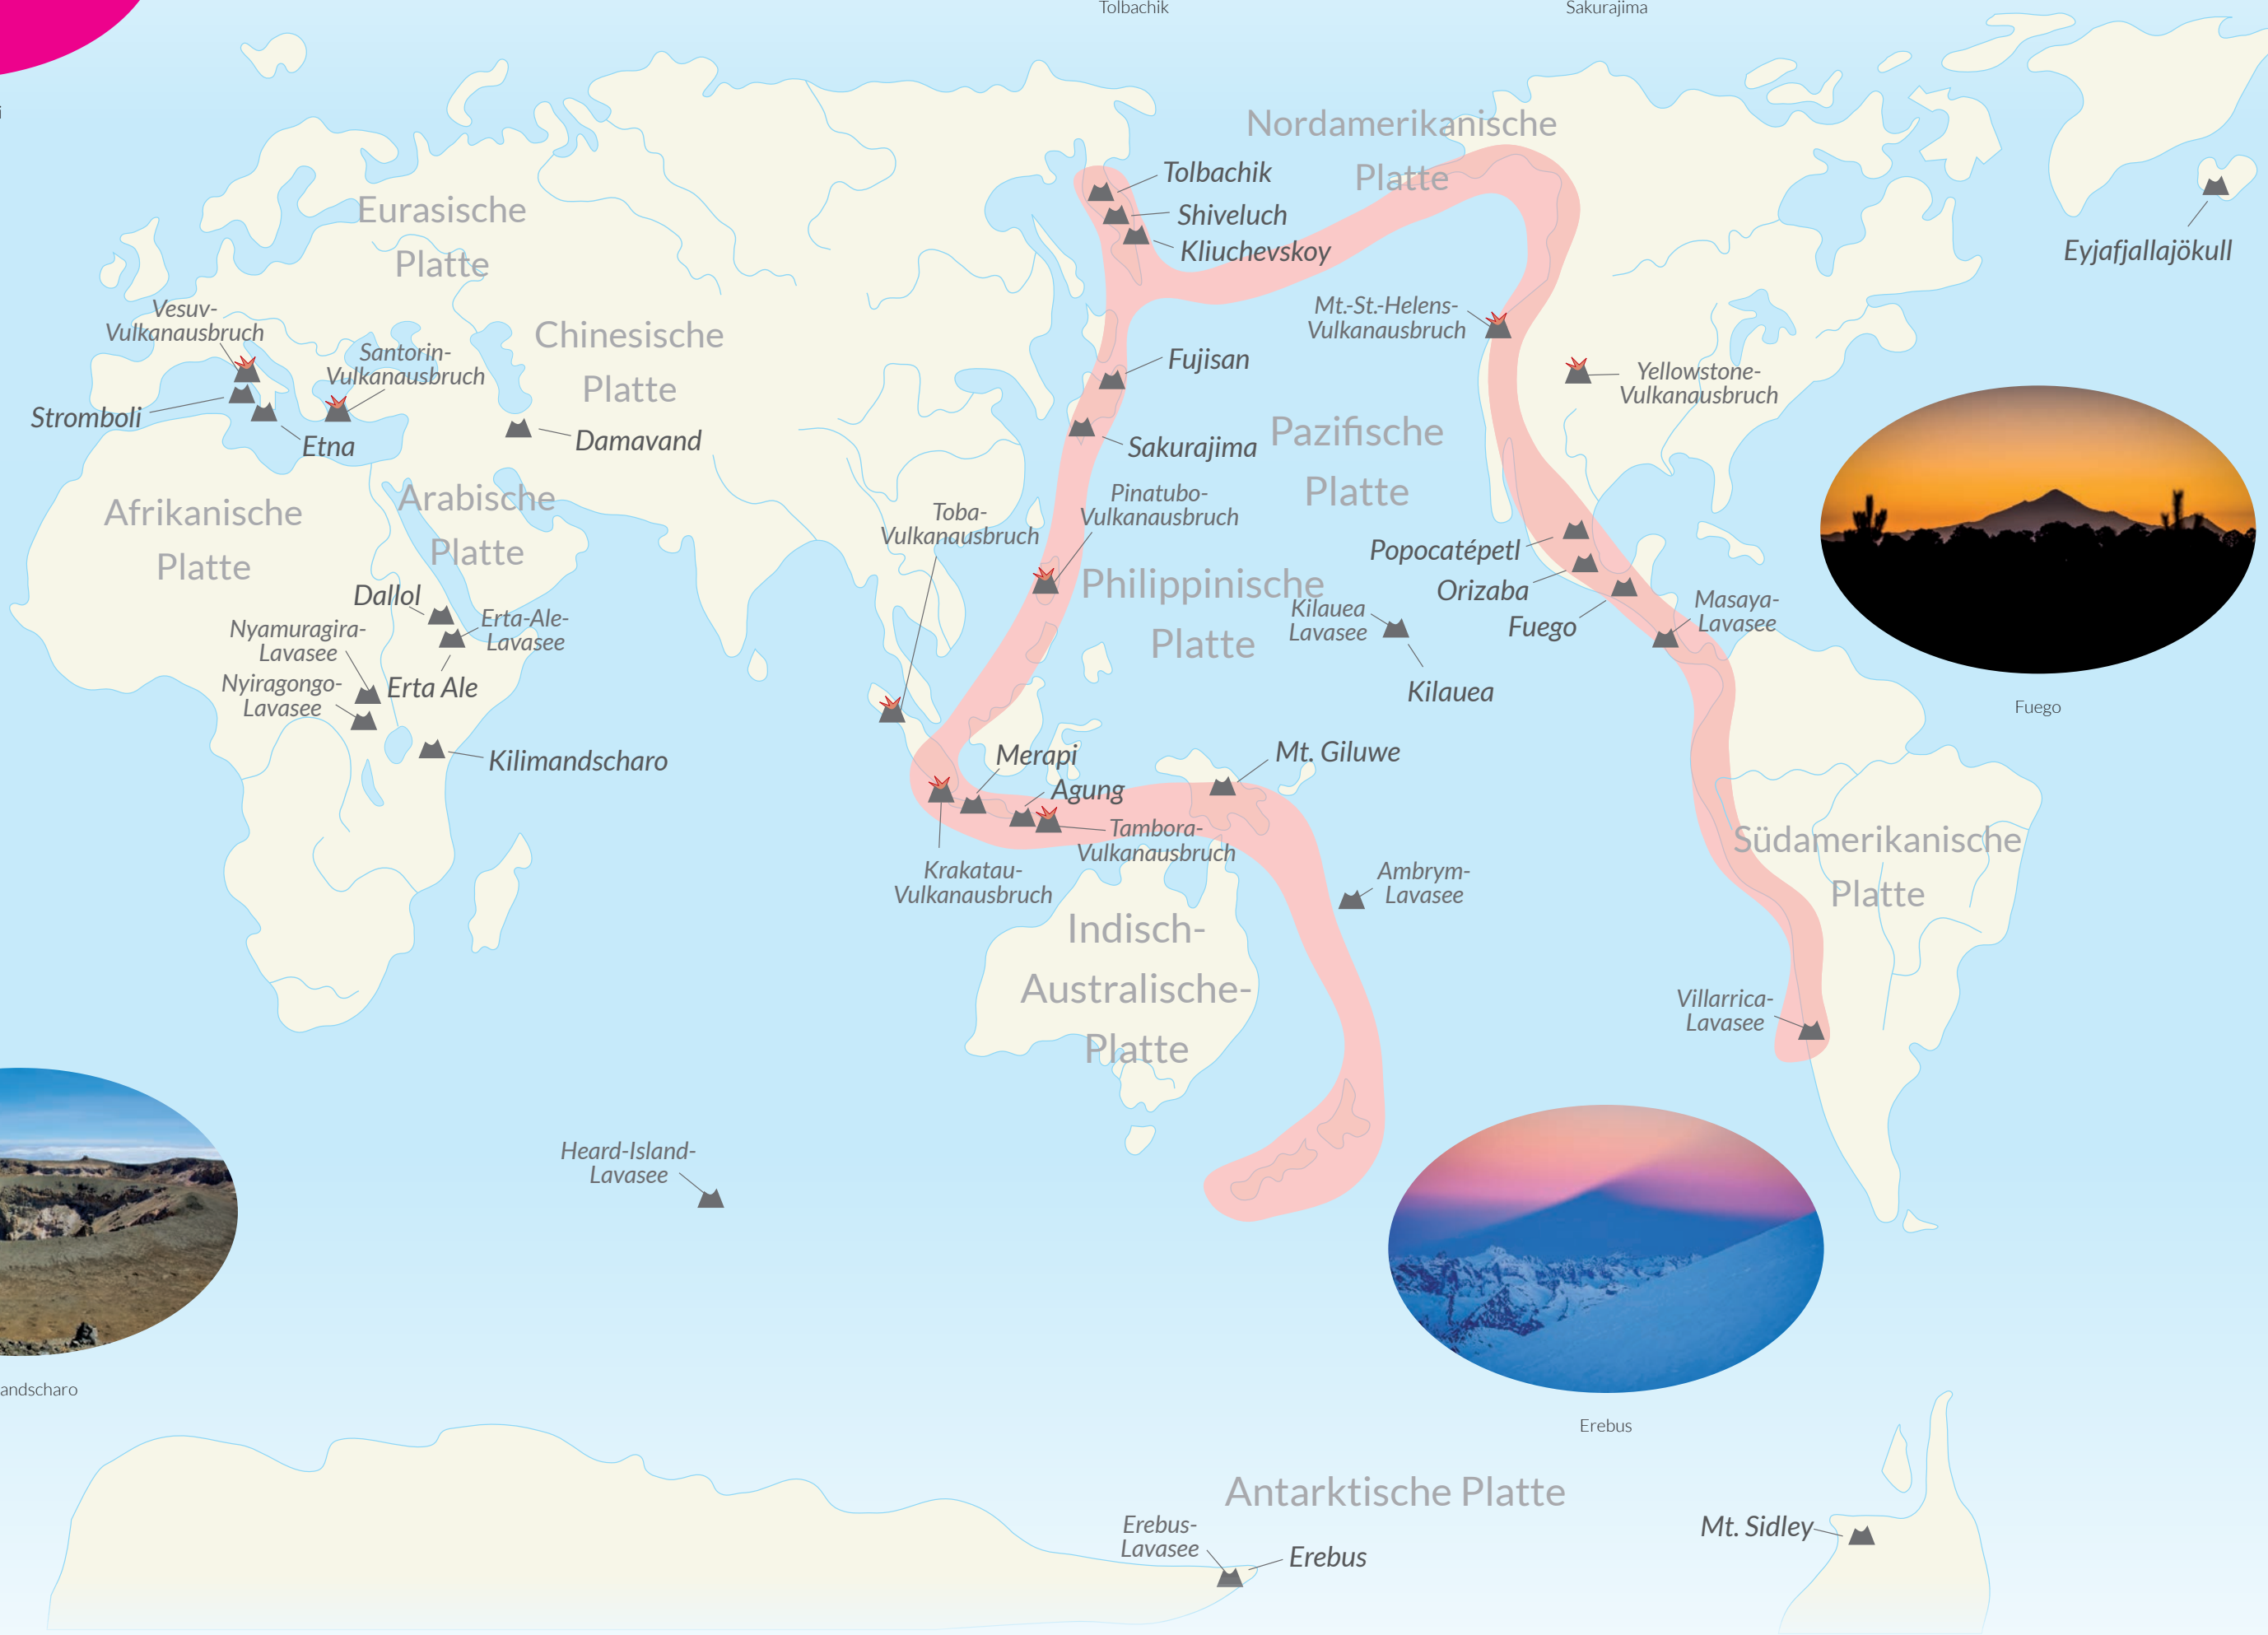 Tolbachik
Sakurajima
Nordamerikanische
Platte
Tolbachik
Shiveluch
Kliuchevskoy
Eyjafjallajökull
Eurasische
Platte
Vesuv-
Vulkanausbruch
Santorin-
Vulkanausbruch
Chinesische
Platte
Stromboli
Etna
Damavand
Fujisan
Sakurajima
Mt.-St.-Helens-
Vulkanausbruch
Yellowstone-
Vulkanausbruch
Pazifische
Platte
Afrikanische
Platte
Arabische
Platte
Toba-
Vulkanausbruch
Pinatubo-
Vulkanausbruch
Popocatépetl
Orizaba
Fuego
Philippinische
Platte
Kilauea
Lavasee
Kilauea
Masaya-
Lavasee
Fuego
Dallol
Erta-Ale-
Lavasee
Nyamuragira-
Lavasee
Erta Ale
Nyiragongo-
Lavasee
Kilimandscharo
Merapi
Agung
Mt. Giluwe
Tambora-
Vulkanausbruch
Krakatau-
Vulkanausbruch
Ambrym-
Lavasee
Südamerikanische
Platte
Indisch-
Australische-
Platte
Villarrica-
Lavasee
Heard-Island-
Lavasee
andscharo
Erebus
Antarktische Platte
Erebus-
Lavasee
Erebus
Mt. Sidley